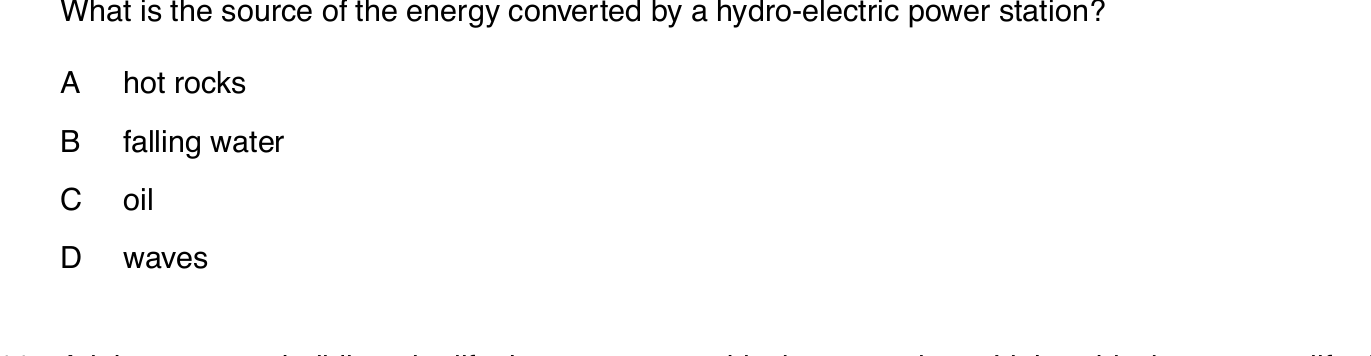 What is the source of the energy converted by a hydro-electric power station?
A hot rocks
B falling water
C oil
D waves